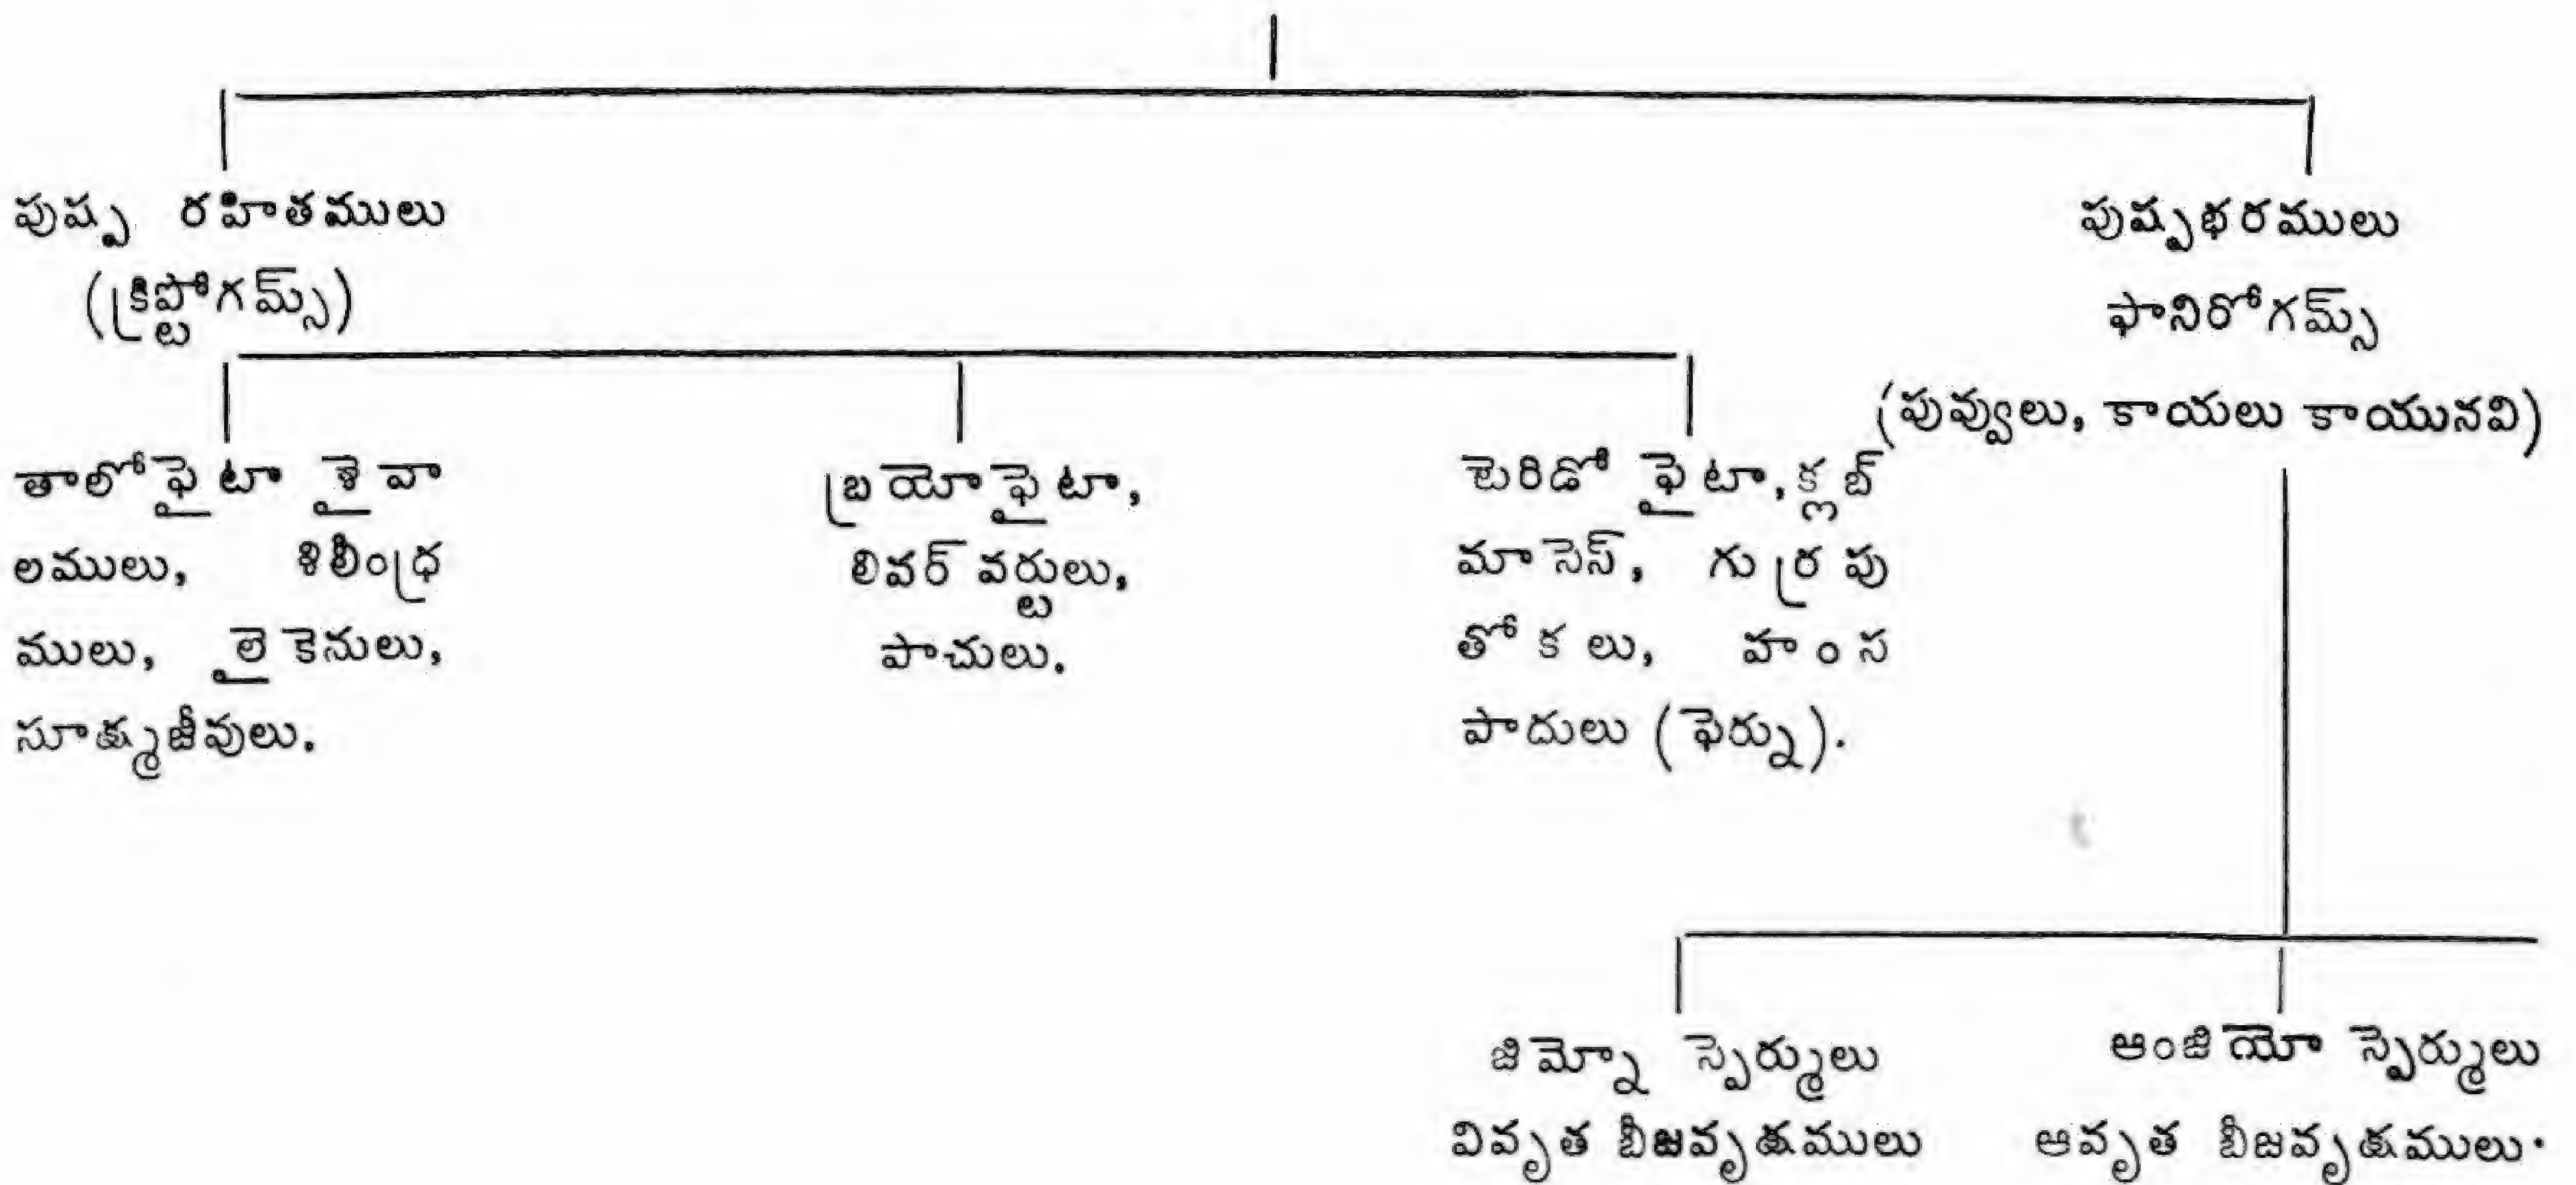 పుష్ప రహితములు
(క్రిప్టోగమ్స్)
పుష్పభరములు
ఫానిరోగమ్స్
(పువ్వులు, కాయలు కాయునవి)
తాలోఫైటా శైవా
లములు, శిలీంధ్ర
ములు, లైకెనులు,
సూక్ష్మజీవులు.
బ్రయోఫైటా,
లివర్ వర్టులు,
పాచులు.
టెరిడో ఫైటా, క్లబ్
మాసెస్, గుర్రపు
తోకలు, హంస
పాదులు (ఫెర్ను).
జిమ్నో స్పెర్ములు
వివృత బీజవృక్షములు
ఆంజియో స్పెర్ములు
ఆవృత బీజవృక్షములు.